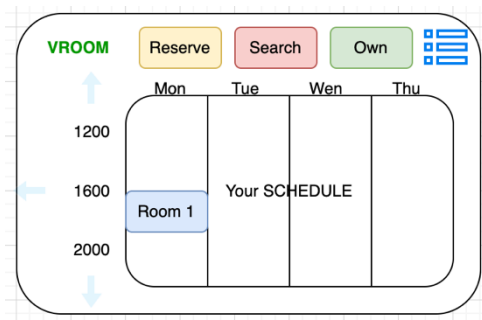 VROOM Reserve Search Own
Mon Tue Wen Thu
1200
1600 Your SCHEDULE
Room 1
2000